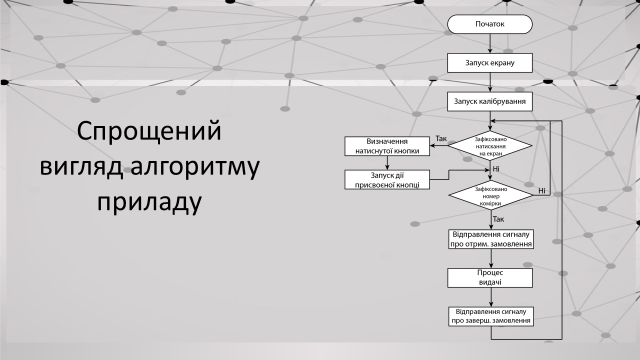 Спрощений
вигляд алгоритму
приладу
Початок
Запуск екрану
Запуск калібрування
Зафіксовано
натискання
на екран
Так
Визначення
натиснутої кнопки
Запуск дії
присвоєної кнопці
Ні
Зафіксовано
номер
комірки
Ні
Так
Відправлення сигналу
про отрим. замовлення
Процес
видачі
Відправлення сигналу
про заверш. замовлення